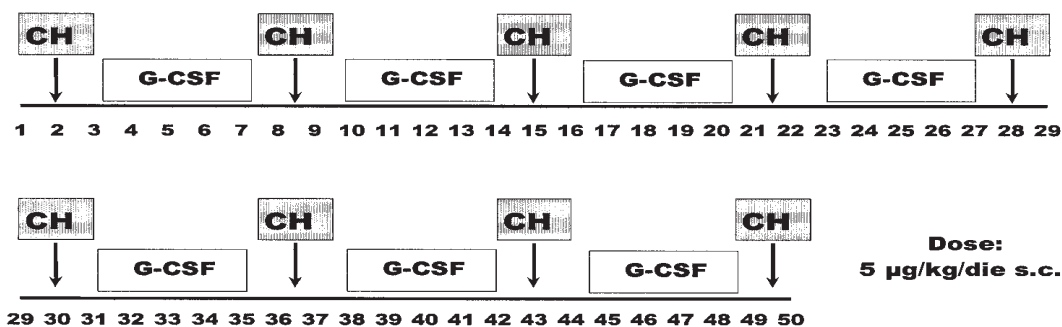 CH CH CH CH CH
G-CSF G-CSF G-CSF G-CSF
1 2 3 4 5 6 7 8 9 10 11 12 13 14 15 16 17 18 19 20 21 22 23 24 25 26 27 28 29
CH CH CH CH
G-CSF G-CSF G-CSF
Dose:
5 µg/kg/die s.c.
29 30 31 32 33 34 35 36 37 38 39 40 41 42 43 44 45 46 47 48 49 50